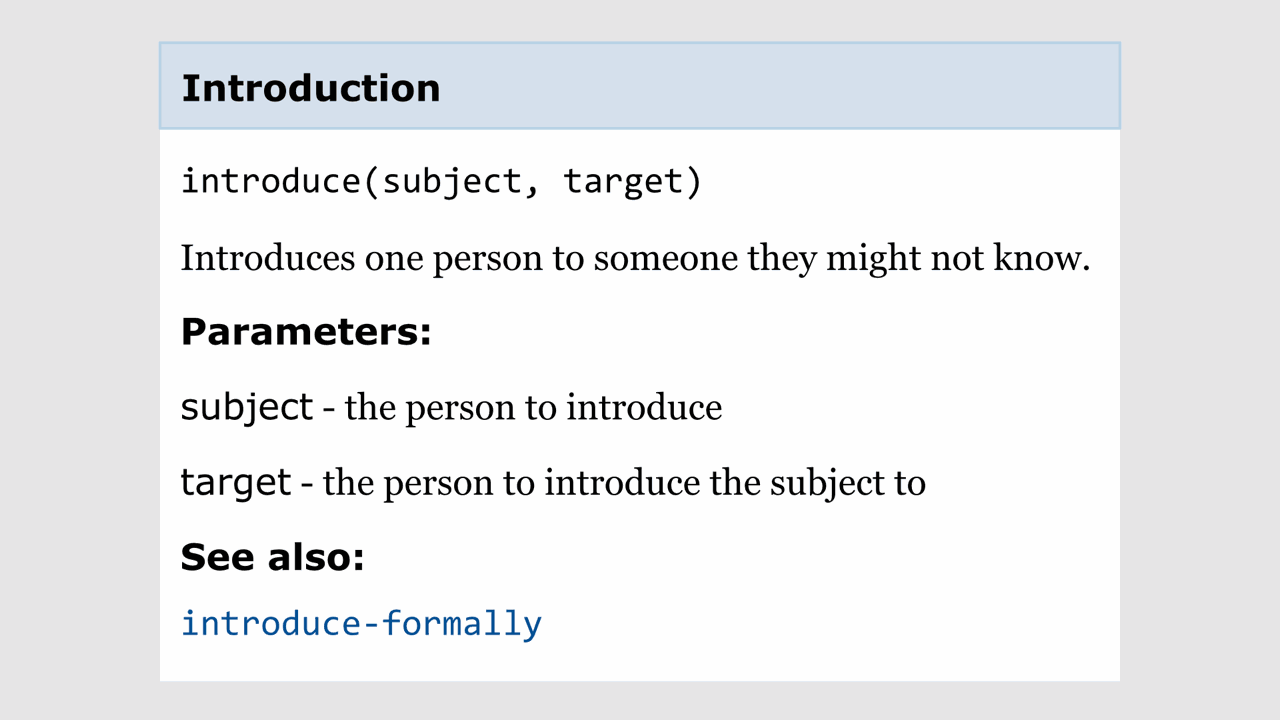 Introduction
introduce(subject, target)
Introduces one person to someone they might not know.
Parameters:
subject - the person to introduce
target - the person to introduce the subject to
See also:
introduce-formally